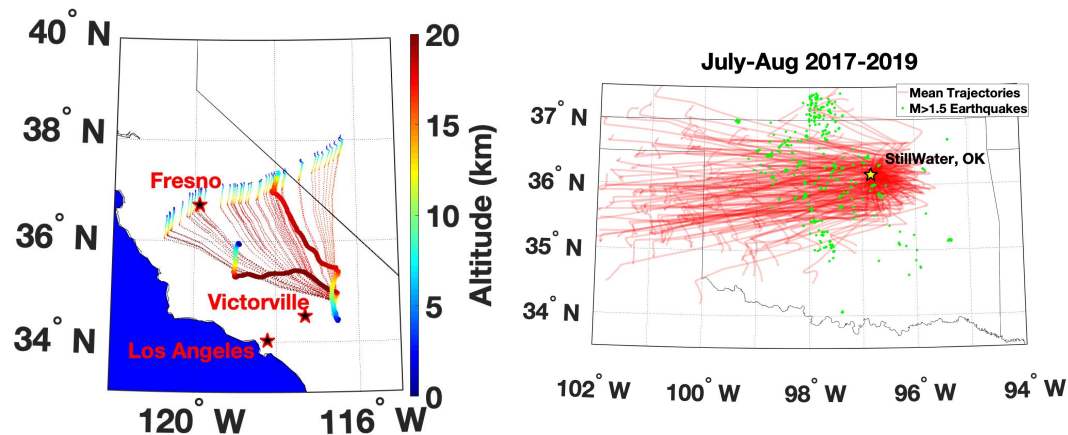 40° N
38° N
36° N
34° N
120° W
116° W
Fresno
Victorville
Los Angeles
20
15
10
5
0
Altitude (km)
July-Aug 2017-2019
Mean Trajectories
M>1.5 Earthquakes
StillWater, OK
37° N
36° N
35° N
34° N
102° W
100° W
98° W
96° W
94° W